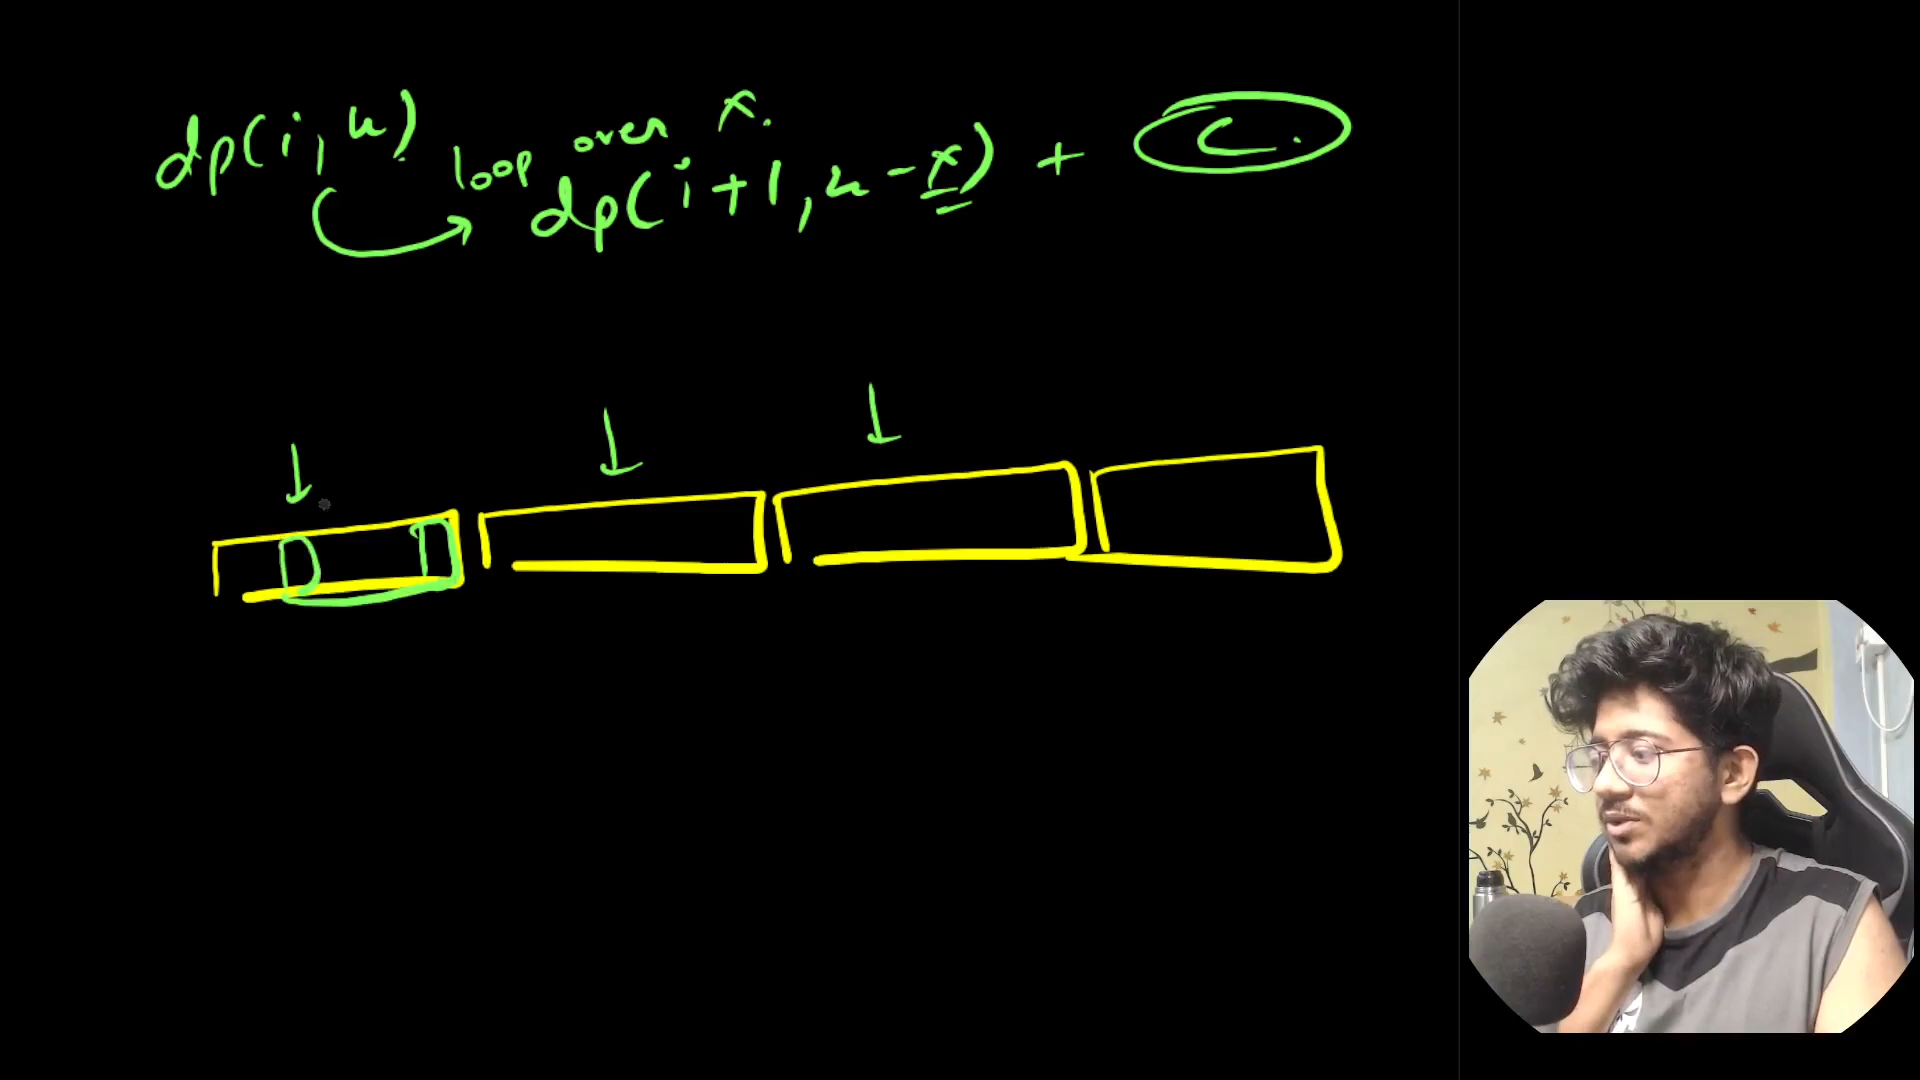 dp(i, k) loop over x.
dp(i+1, k-x) + C.